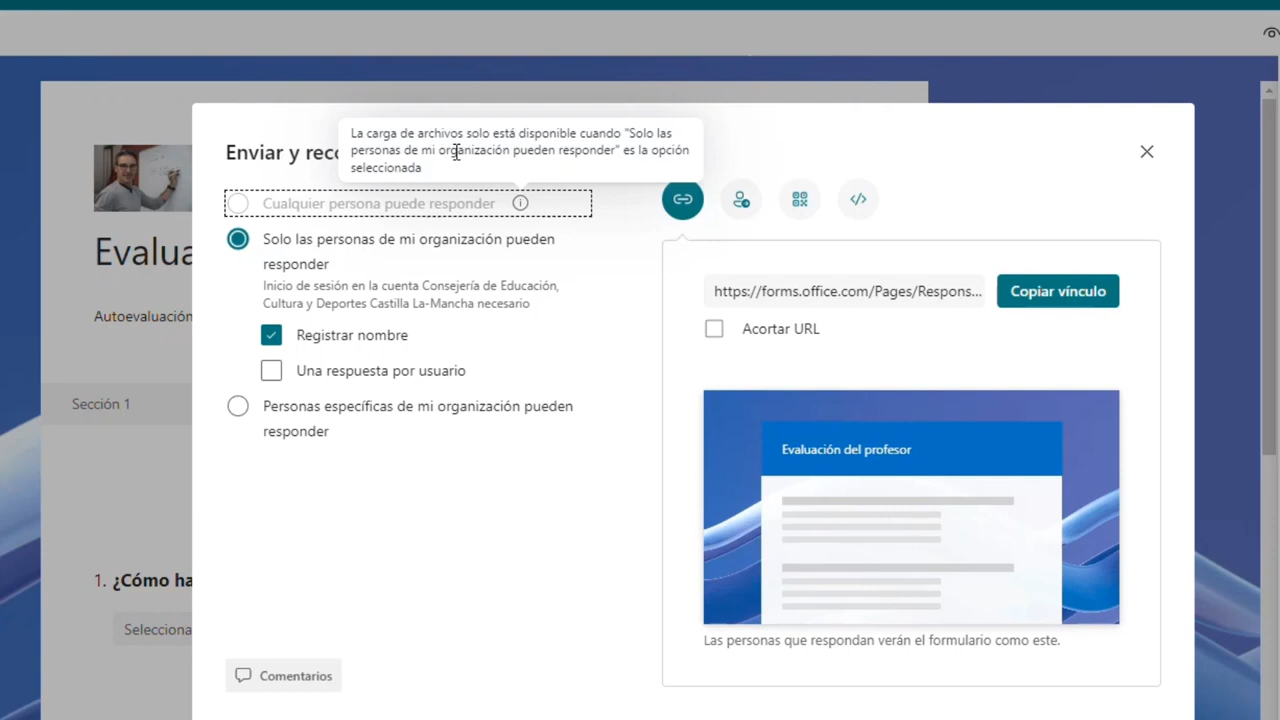 La carga de archivos solo está disponible cuando "Solo las
personas de mi organización pueden responder" es la opción
seleccionada
Enviar y reco
Cualquier persona puede responder
Solo las personas de mi organización pueden
responder
Inicio de sesión en la cuenta Consejería de Educación,
Cultura y Deportes Castilla La-Mancha necesario
Registrar nombre
Una respuesta por usuario
Personas específicas de mi organización pueden
responder
Comentarios
https://forms.office.com/Pages/Respons...
Copiar vínculo
Acortar URL
Evaluación del profesor
Las personas que respondan verán el formulario como este.
Evalua
Autoevaluación
Sección 1
1. ¿Cómo ha
Selecciona